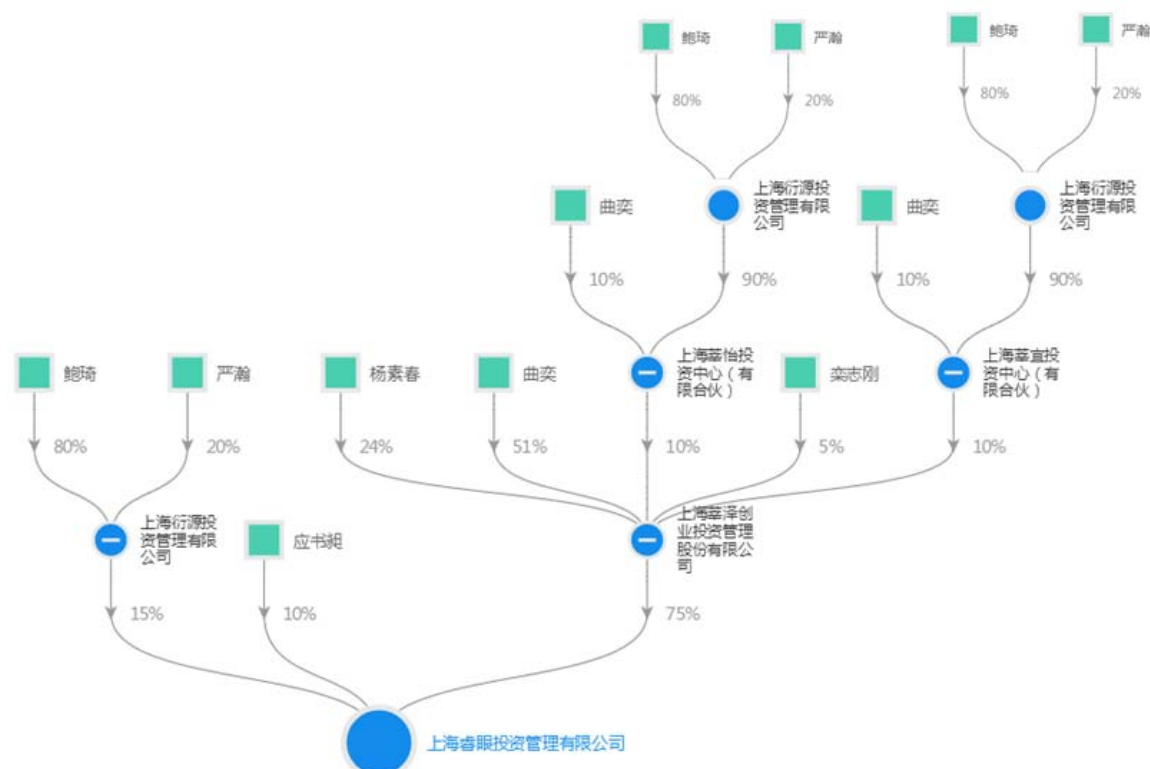 鲍琦
严瀚
鲍琦
严瀚
80%
20%
80%
20%
曲奕
上海衍源投
资管理有限
公司
曲奕
上海衍源投
资管理有限
公司
10%
90%
10%
90%
鲍琦
严瀚
杨素春
曲奕
上海莘怡投
资中心（有
限合伙）
栾志刚
上海莘宜投
资中心（有
限合伙）
80%
20%
24%
51%
10%
5%
10%
上海衍源投
资管理有限
公司
应书昶
上海莘泽创
业投资管理
股份有限公
司
15%
10%
75%
上海睿眼投资管理有限公司